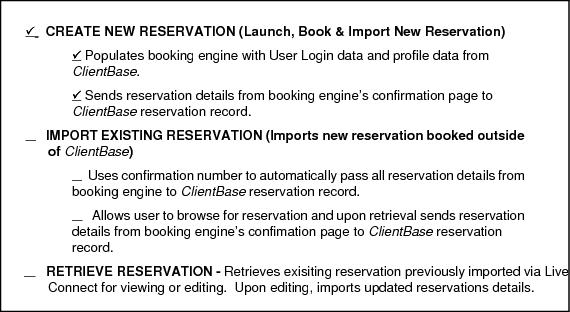 ✓ CREATE NEW RESERVATION (Launch, Book & Import New Reservation)
✓ Populates booking engine with User Login data and profile data from
ClientBase.
✓ Sends reservation details from booking engine's confirmation page to
ClientBase reservation record.
__ IMPORT EXISTING RESERVATION (Imports new reservation booked outside
of ClientBase)
__ Uses confirmation number to automatically pass all reservation details from
booking engine to ClientBase reservation record.
__ Allows user to browse for reservation and upon retrieval sends reservation
details from booking engine's confimation page to ClientBase reservation
record.
__ RETRIEVE RESERVATION - Retrieves exisiting reservation previously imported via Live
Connect for viewing or editing. Upon editing, imports updated reservations details.